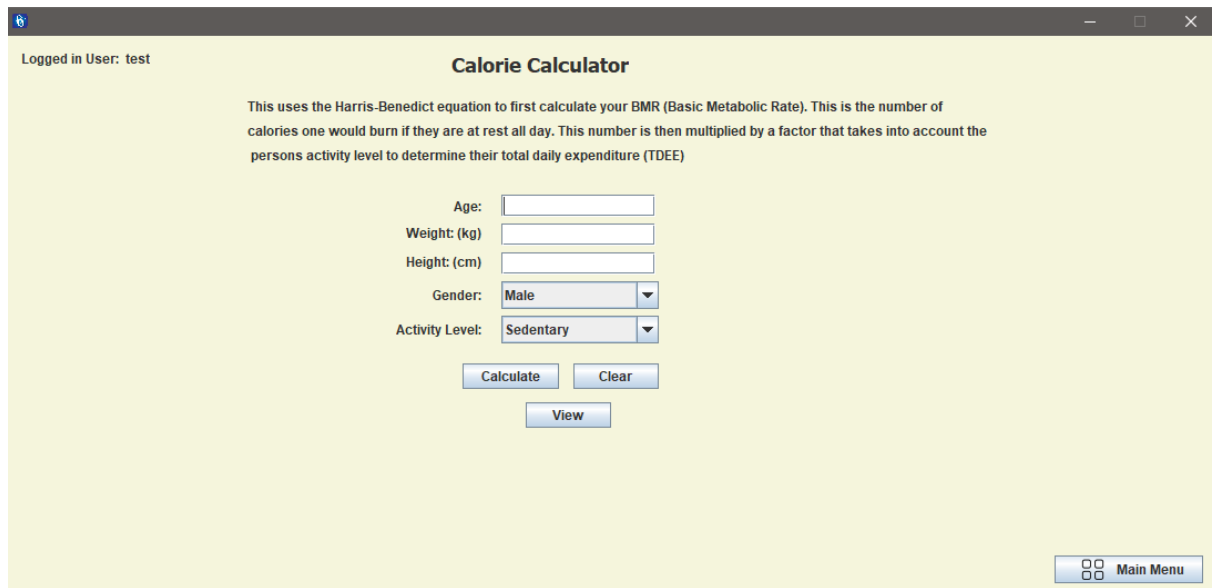 Logged in User: test
Calorie Calculator
This uses the Harris-Benedict equation to first calculate your BMR (Basic Metabolic Rate). This is the number of
calories one would burn if they are at rest all day. This number is then multiplied by a factor that takes into account the
persons activity level to determine their total daily expenditure (TDEE)
Age:
Weight: (kg)
Height: (cm)
Gender: Male
Activity Level: Sedentary
Calculate Clear
View
Main Menu